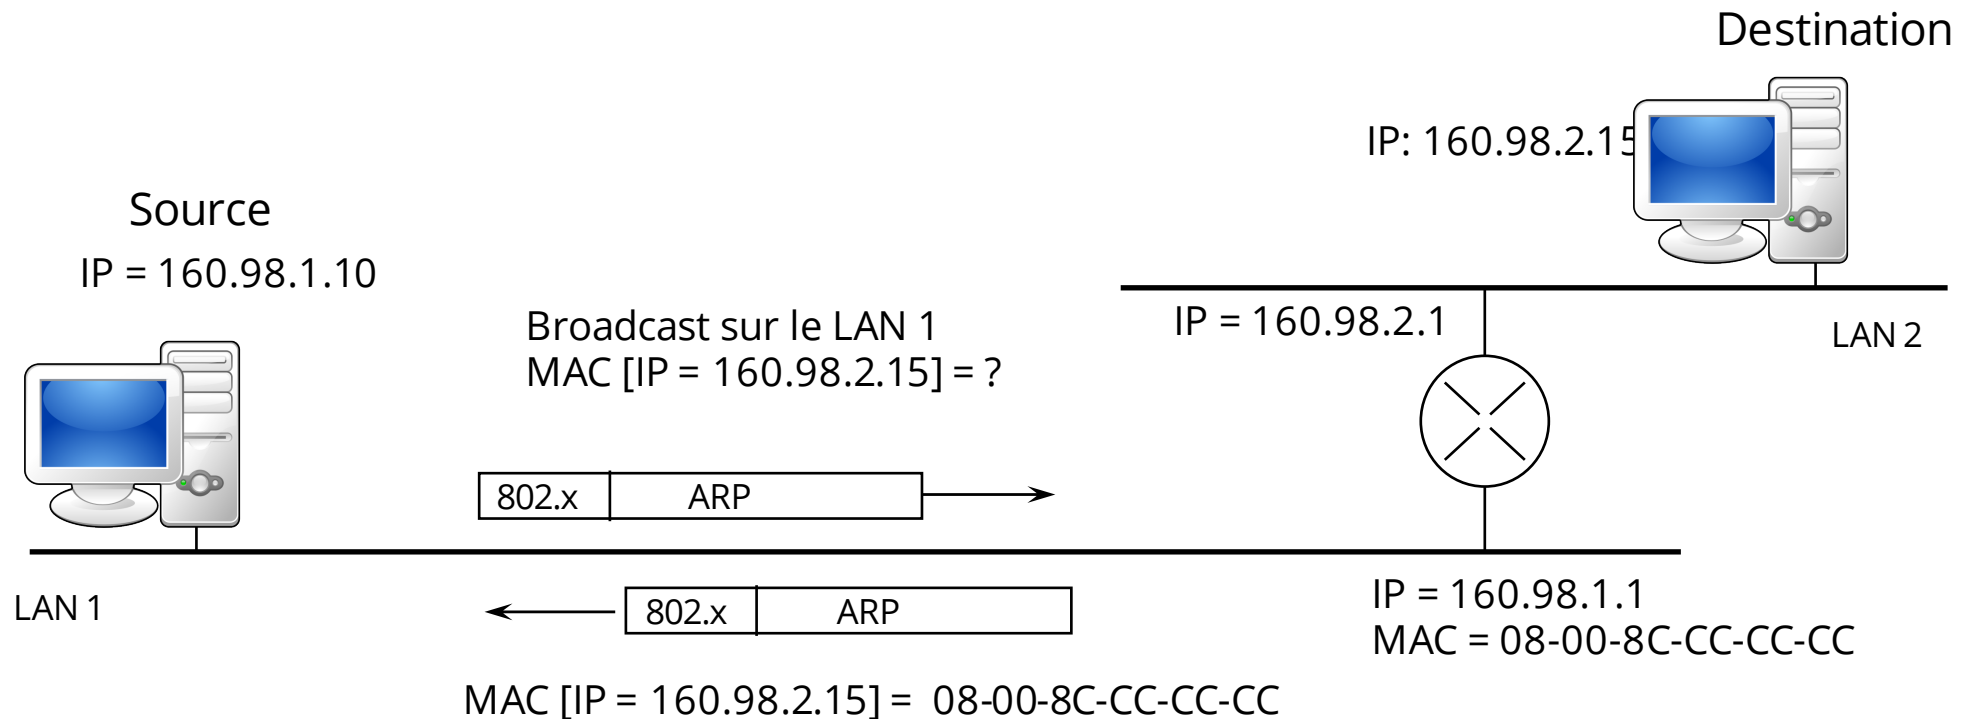 Destination
IP: 160.98.2.15
Source
IP = 160.98.1.10
Broadcast sur le LAN 1
MAC [IP = 160.98.2.15] = ?
IP = 160.98.2.1
LAN 2
802.x ARP
LAN 1
802.x ARP
IP = 160.98.1.1
MAC = 08-00-8C-CC-CC-CC
MAC [IP = 160.98.2.15] = 08-00-8C-CC-CC-CC